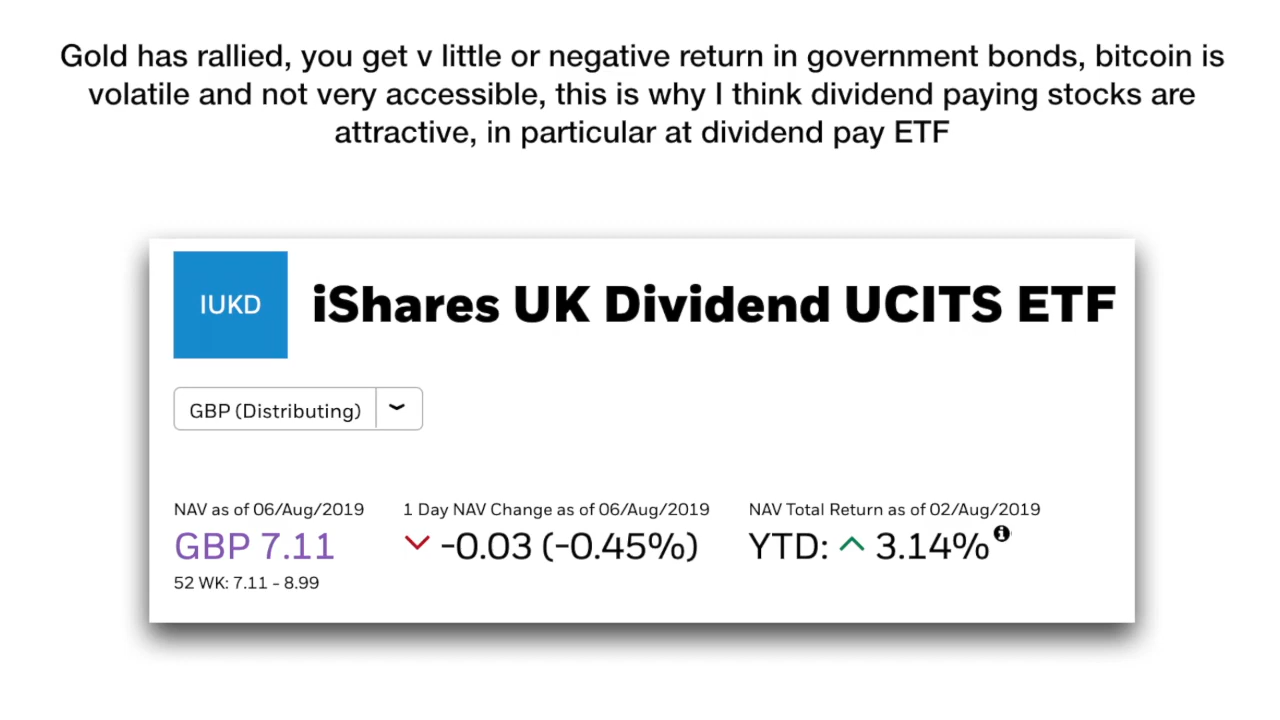 Gold has rallied, you get v little or negative return in government bonds, bitcoin is
volatile and not very accessible, this is why I think dividend paying stocks are
attractive, in particular at dividend pay ETF
IUKD
iShares UK Dividend UCITS ETF
GBP (Distributing)
NAV as of 06/Aug/2019
GBP 7.11
52 WK: 7.11 - 8.99
1 Day NAV Change as of 06/Aug/2019
-0.03 (-0.45%)
NAV Total Return as of 02/Aug/2019
YTD: 3.14%